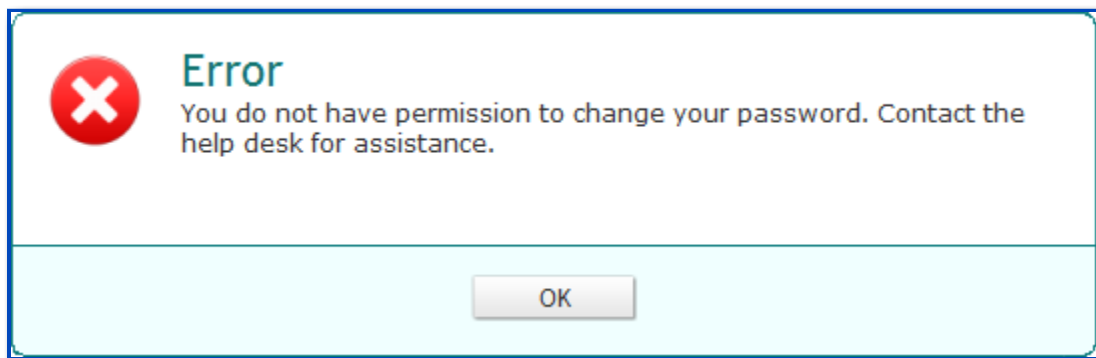 Error
You do not have permission to change your password. Contact the
help desk for assistance.
OK